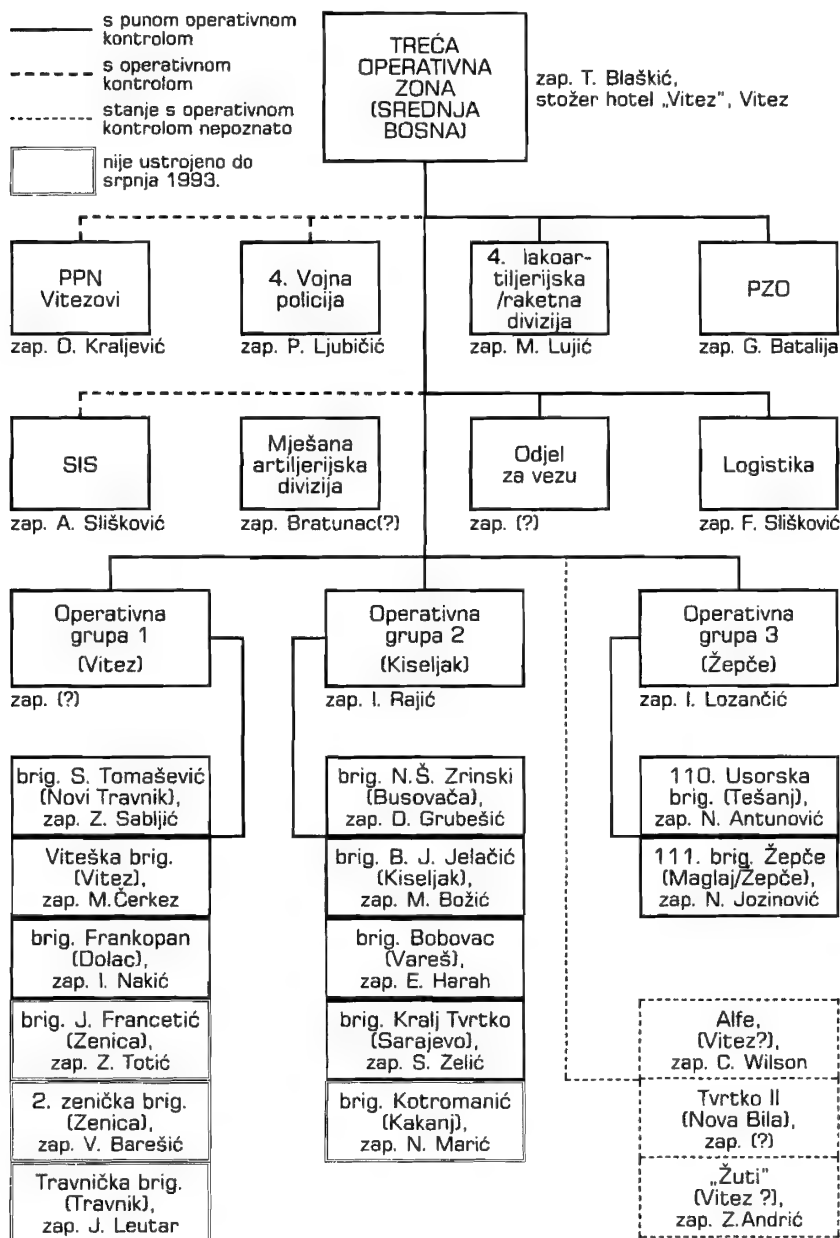 s punom operativnom
kontrolom
s operativnom
kontrolom
stanje s operativnom
kontrolom nepoznato
nije ustrojeno do
srpnja 1993.
TREĆA
OPERATIVNA
ZONA
(SREDNJA
BOSNA)
zap. T. Blaškić,
stožer hotel „Vitez”, Vitez
PPN
Vitezovi
zap. D. Kraljević
4. Vojna
policija
zap. P. Ljubičić
4. lakoar-
tiljerijska
/raketna
divizija
zap. M. Lujić
PZO
zap. G. Batalija
SIS
zap. A. Slišković
Mješana
artiljerijska
divizija
zap. Bratunac(?)
Odjel
za vezu
zap. (?)
Logistika
zap. F. Slišković
Operativna
grupa 1
(Vitez)
zap. (?)
Operativna
grupa 2
(Kiseljak)
zap. I. Rajić
Operativna
grupa 3
(Žepče)
zap. I. Lozančić
brig. S. Tomašević
(Novi Travnik),
zap. Z. Sabljić
Viteška brig.
(Vitez),
zap. M.Čerkez
brig. Frankopan
(Dolac),
zap. I. Nakić
brig. J. Francetić
(Zenica),
zap. Z. Totić
2. zenička brig.
(Zenica),
zap. V. Barešić
Travnička brig.
(Travnik),
zap. J. Leutar
brig. N.Š. Zrinski
(Busovača),
zap. D. Grubešić
brig. B. J. Jelačić
(Kiseljak),
zap. M. Božić
brig. Bobovac
(Vareš),
zap. E. Harah
brig. Kralj Tvrtko
(Sarajevo),
zap. S. Zelić
brig. Kotromanić
(Kakanj),
zap. N. Marić
110. Usorska
brig. (Tešanj),
zap. N. Antunović
111. brig. Žepče
(Maglaj/Žepče),
zap. N. Jozinović
Alfe,
(Vitez?),
zap. C. Wilson
Tvrtko II
(Nova Bila),
zap. (?)
„Žuti”
(Vitez ?),
zap. Z.Andrić